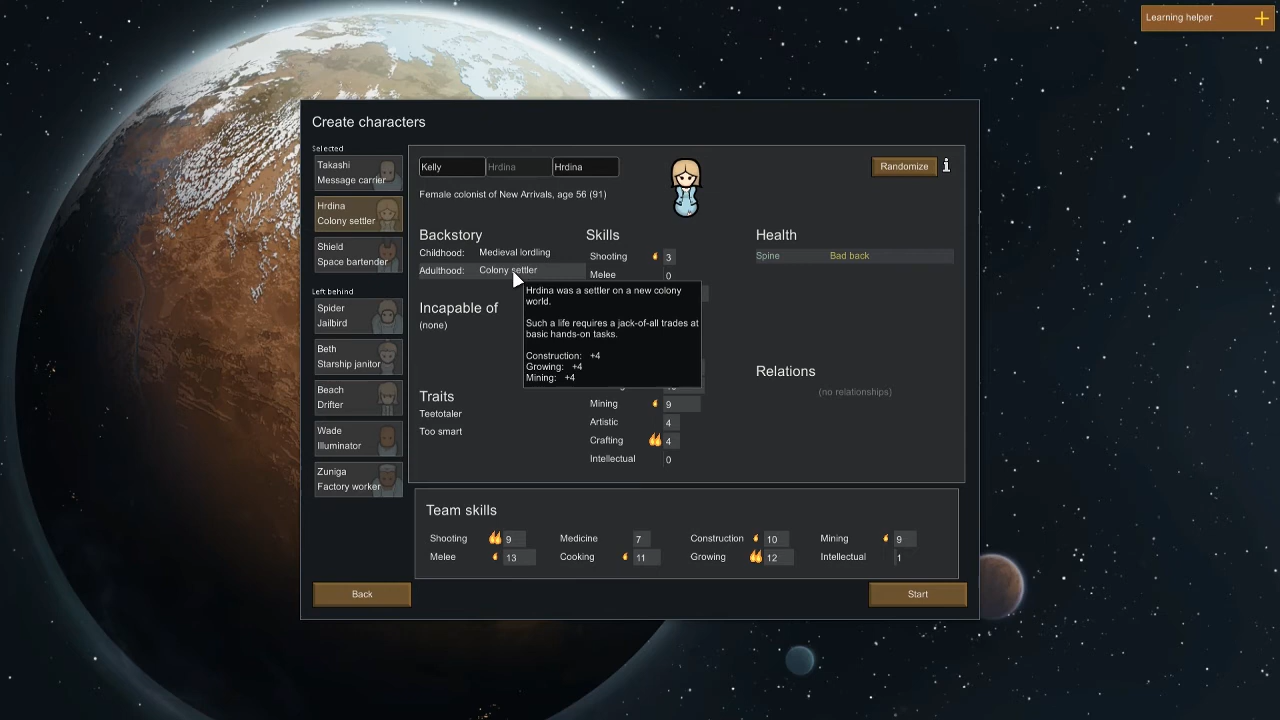 Learning helper
Create characters
Selected
Takashi
Message carrier
Hrdina
Colony settler
Shield
Space bartender
Left behind
Spider
Jailbird
Beth
Starship janitor
Beach
Drifter
Wade
Illuminator
Zuniga
Factory worker
Kelly Hrdina Hrdina
Randomize
Female colonist of New Arrivals, age 56 (91)
Backstory
Childhood: Medieval lordling
Adulthood: Colony settler
Incapable of
(none)
Traits
Teetotaler
Too smart
Skills
Shooting 3
Melee 0
Hrdina was a settler on a new colony
world.
Such a life requires a jack-of-all trades at
basic hands-on tasks.
Construction: +4
Growing: +4
Mining: +4
Mining 9
Artistic 4
Crafting 4
Intellectual 0
Health
Spine Bad back
Relations
(no relationships)
Team skills
Shooting 9 Medicine 7 Construction 10 Mining 9
Melee 13 Cooking 11 Growing 12 Intellectual 1
Back
Start